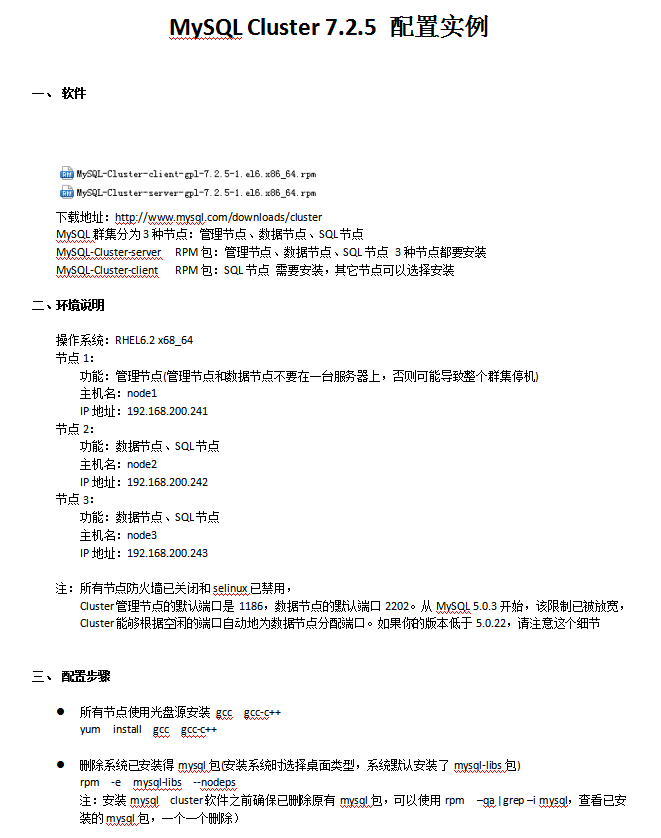 MySQL Cluster 7.2.5 配置实例
一、 软件
MySQL-Cluster-client-gpl-7.2.5-1.el6.x86_64.rpm
MySQL-Cluster-server-gpl-7.2.5-1.el6.x86_64.rpm
下载地址：http://www.mysql.com/downloads/cluster
MySQL 群集分为 3 种节点：管理节点、数据节点、SQL 节点
MySQL-Cluster-server RPM 包：管理节点、数据节点、SQL 节点 3 种节点都要安装
MySQL-Cluster-client RPM 包：SQL 节点 需要安装，其它节点可以选择安装
二、环境说明
操作系统：RHEL6.2 x68_64
节点 1：
功能：管理节点(管理节点和数据节点不要在一台服务器上，否则可能导致整个群集停机)
主机名：node1
IP 地址：192.168.200.241
节点 2：
功能：数据节点、SQL 节点
主机名：node2
IP 地址：192.168.200.242
节点 3：
功能：数据节点、SQL 节点
主机名：node3
IP 地址：192.168.200.243
注：所有节点防火墙已关闭和 selinux 已禁用，
Cluster 管理节点的默认端口是 1186，数据节点的默认端口 2202。从 MySQL 5.0.3 开始，该限制已被放宽，
Cluster 能够根据空闲的端口自动地为数据节点分配端口。如果你的版本低于 5.0.22，请注意这个细节
三、 配置步骤
● 所有节点使用光盘源安装 gcc gcc-c++
yum install gcc gcc-c++
● 删除系统已安装得 mysql 包(安装系统时选择桌面类型，系统默认安装了 mysql-libs 包)
rpm -e mysql-libs --nodeps
注：安装 mysql cluster 软件之前确保已删除原有 mysql 包，可以使用 rpm –qa | grep –i mysql，查看已安
装的 mysql 包，一个一个删除）